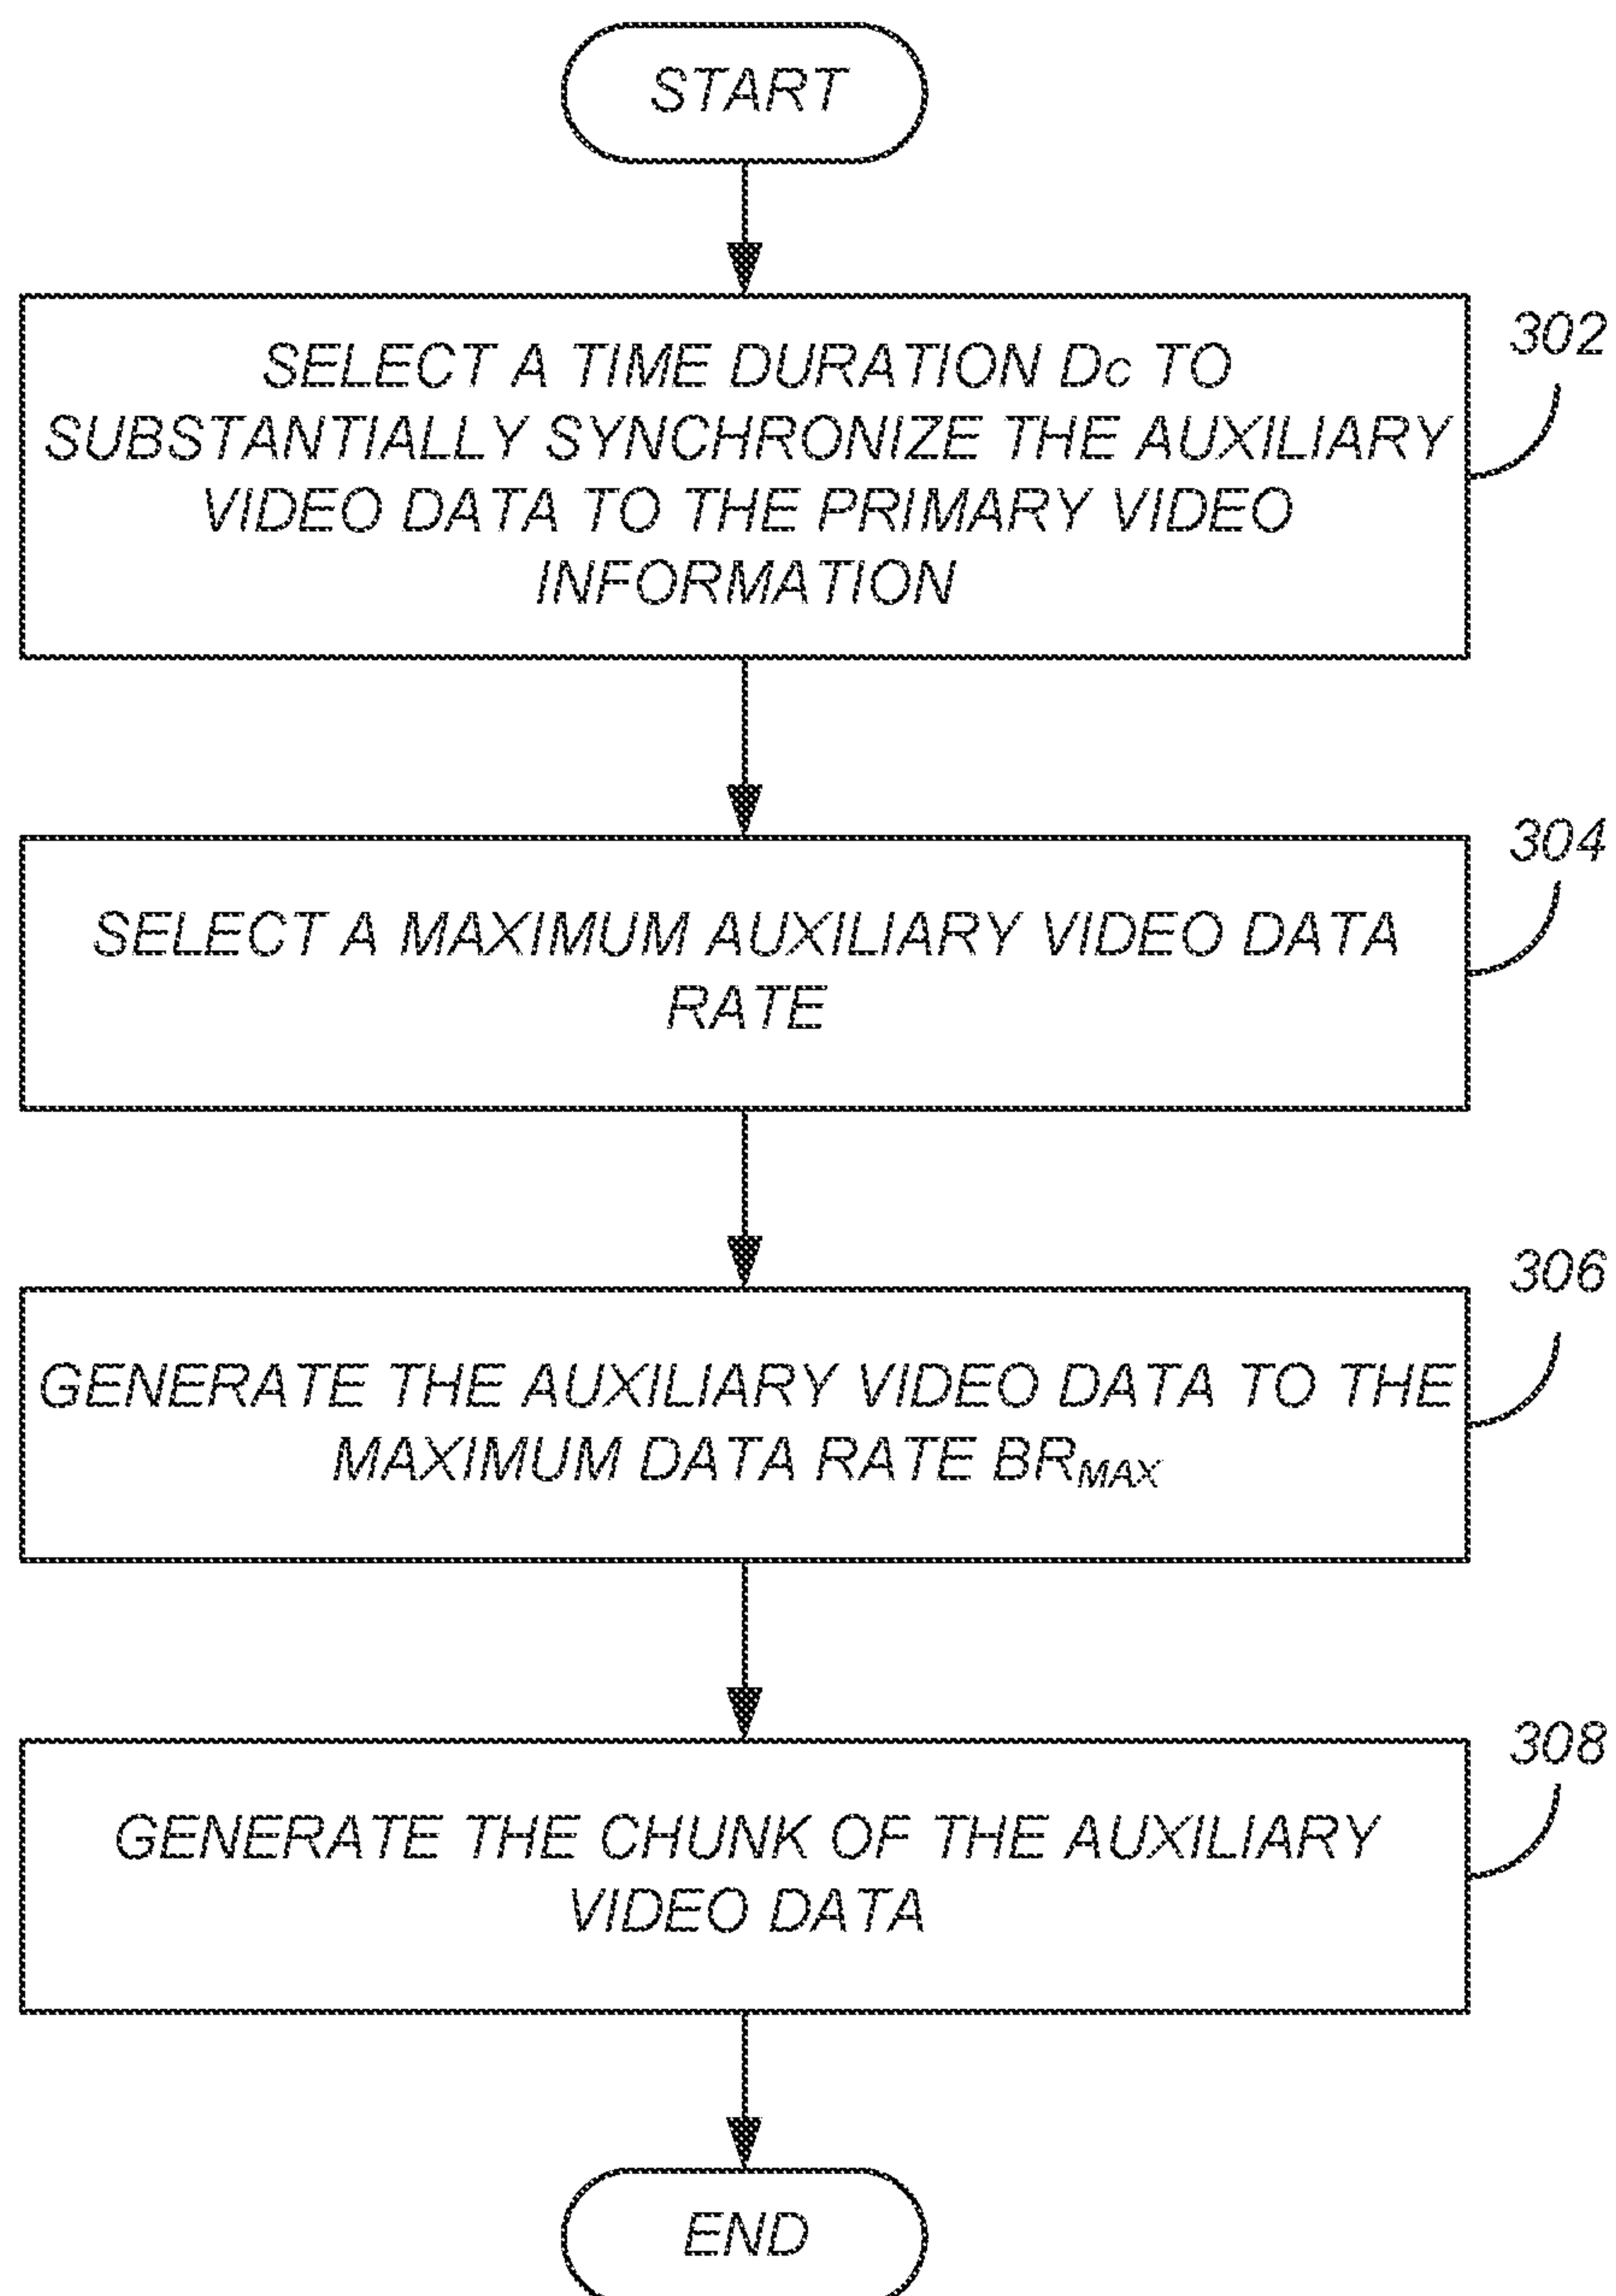 START
SELECT A TIME DURATION Dc TO
SUBSTANTIALLY SYNCHRONIZE THE AUXILIARY
VIDEO DATA TO THE PRIMARY VIDEO
INFORMATION
302
SELECT A MAXIMUM AUXILIARY VIDEO DATA
RATE
304
GENERATE THE AUXILIARY VIDEO DATA TO THE
MAXIMUM DATA RATE BRMAX
306
GENERATE THE CHUNK OF THE AUXILIARY
VIDEO DATA
308
END